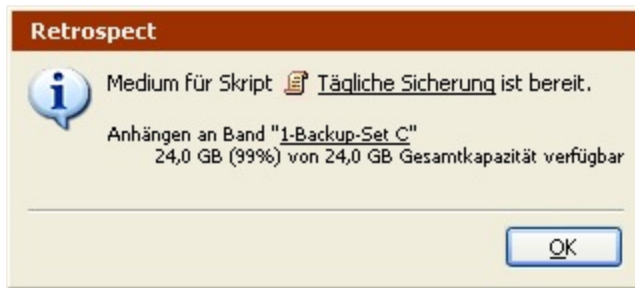 Retrospect
Medium für Skript Tägliche Sicherung ist bereit.
Anhängen an Band "1-Backup-Set C"
24,0 GB (99%) von 24,0 GB Gesamtkapazität verfügbar
OK